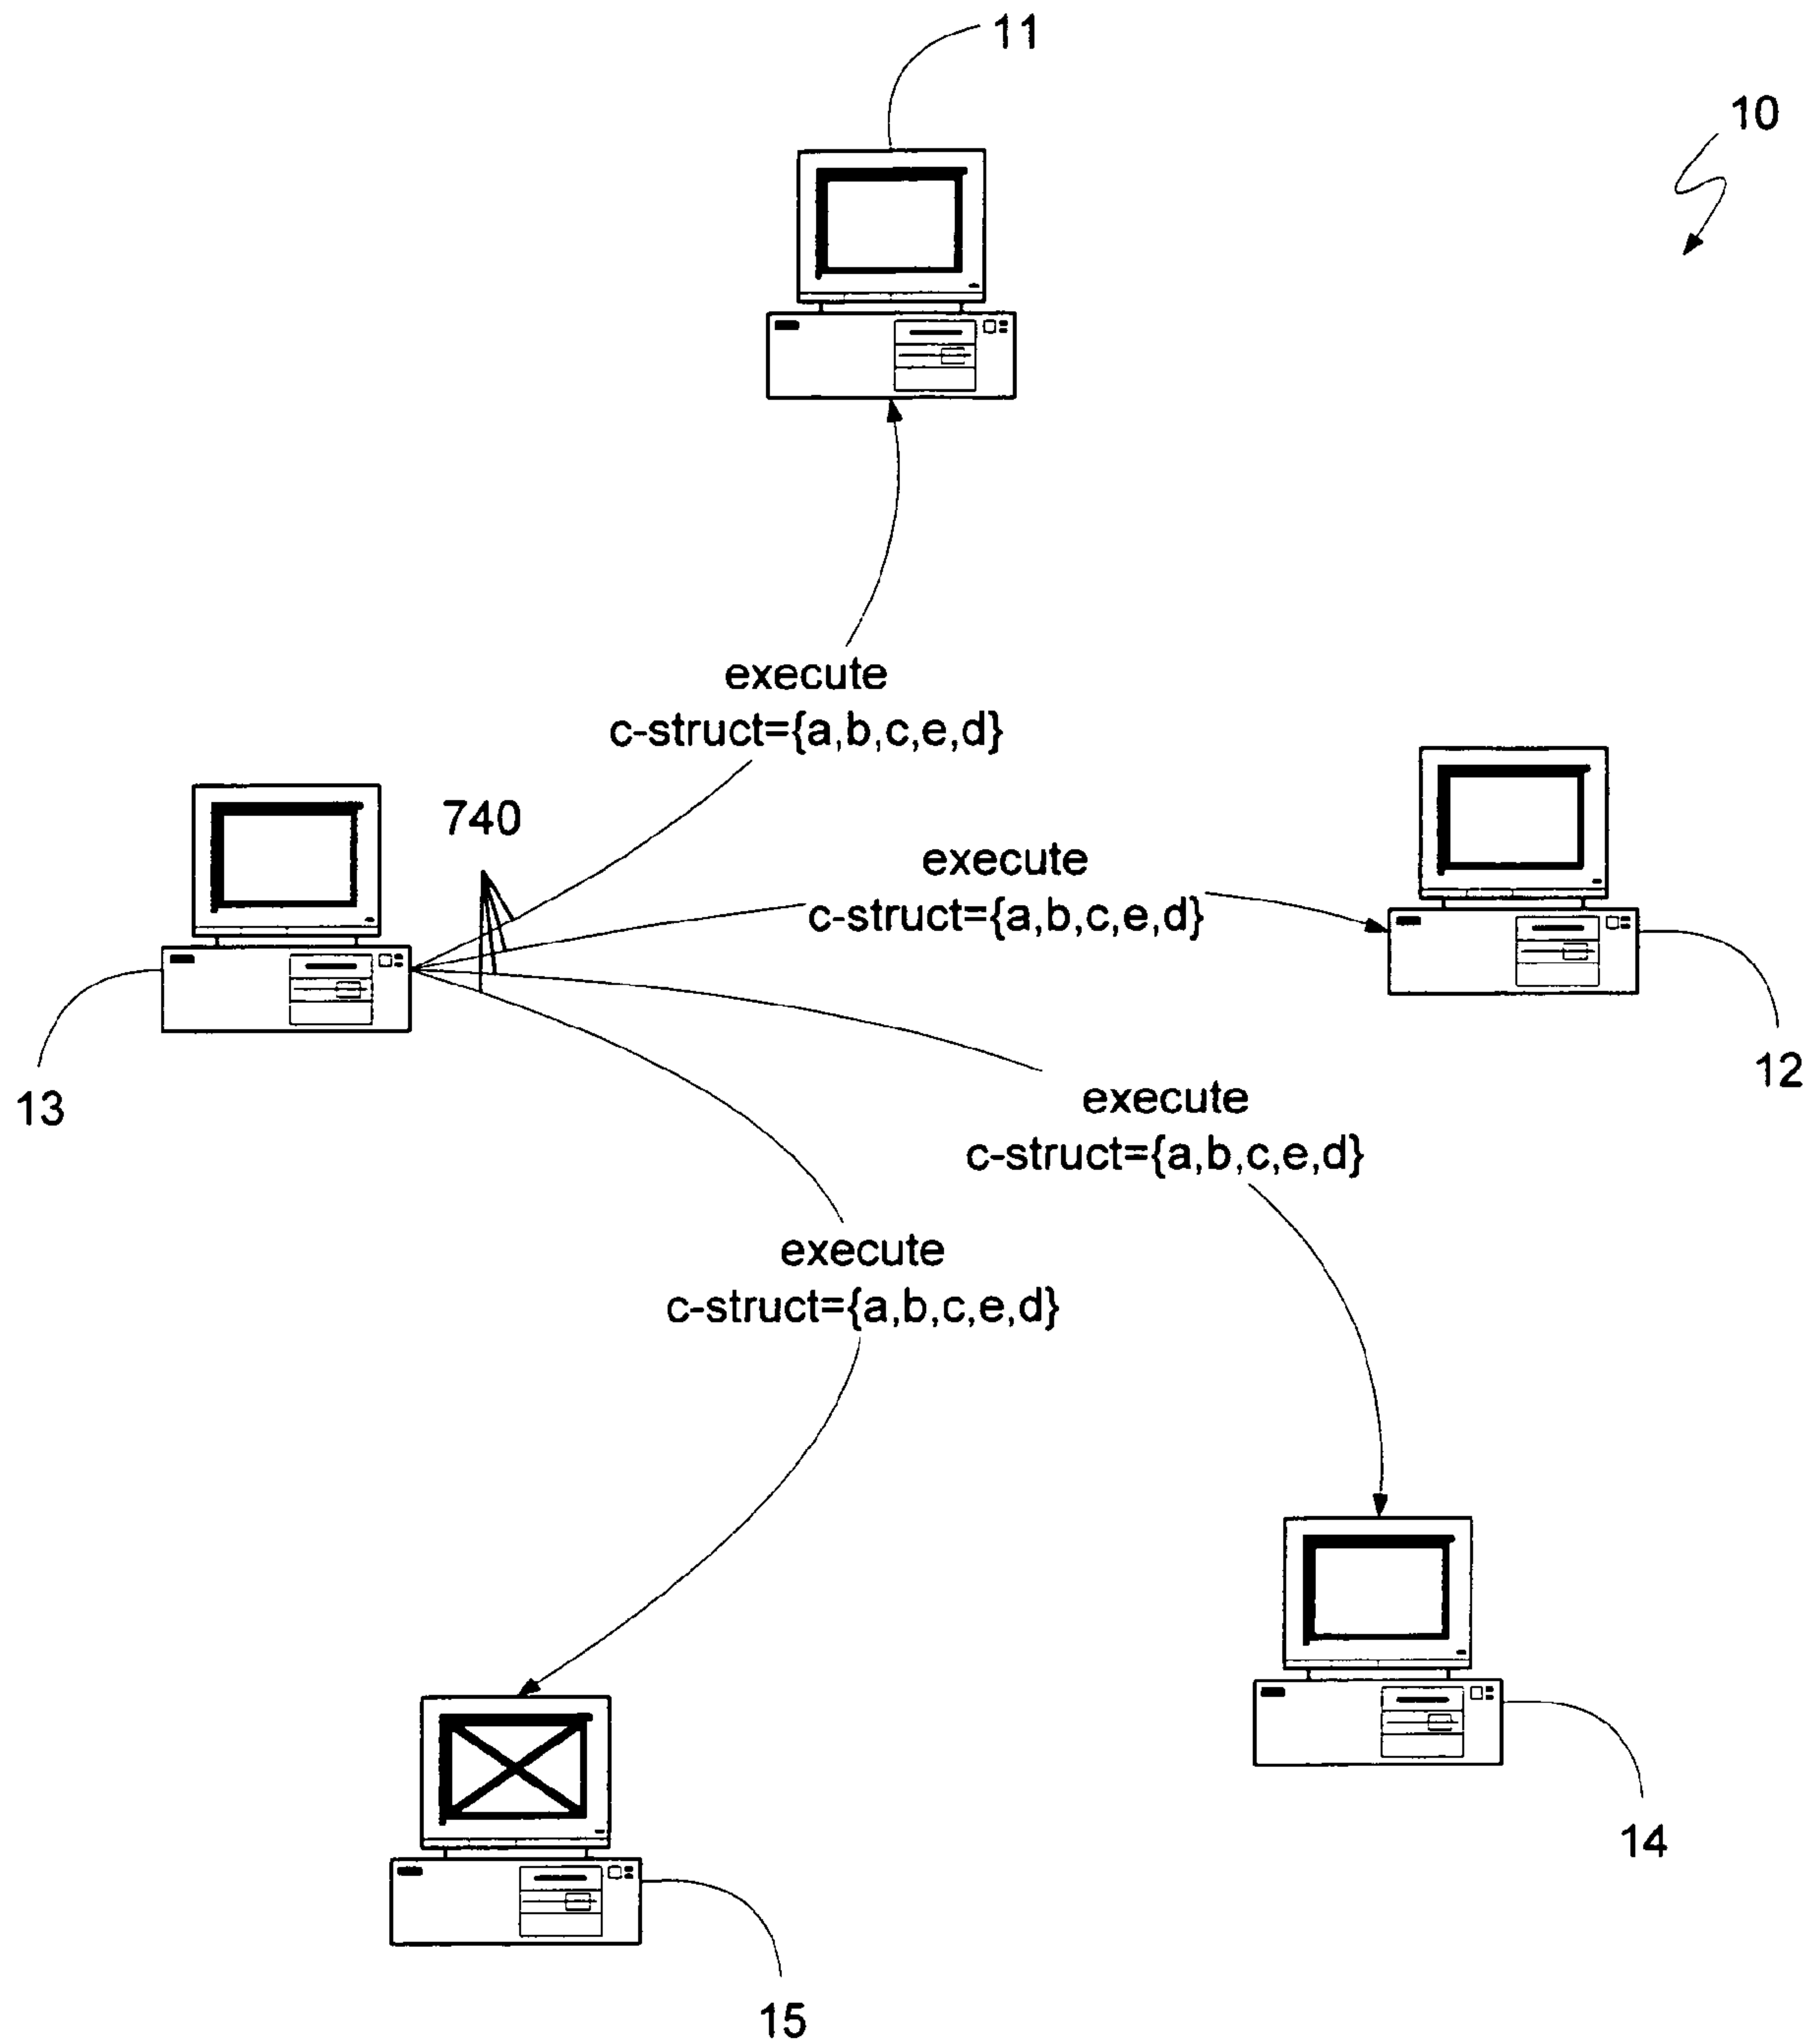 11
10
execute
c-struct={a,b,c,e,d}
740
execute
c-struct={a,b,c,e,d}
12
13
execute
c-struct={a,b,c,e,d}
execute
c-struct={a,b,c,e,d}
14
15